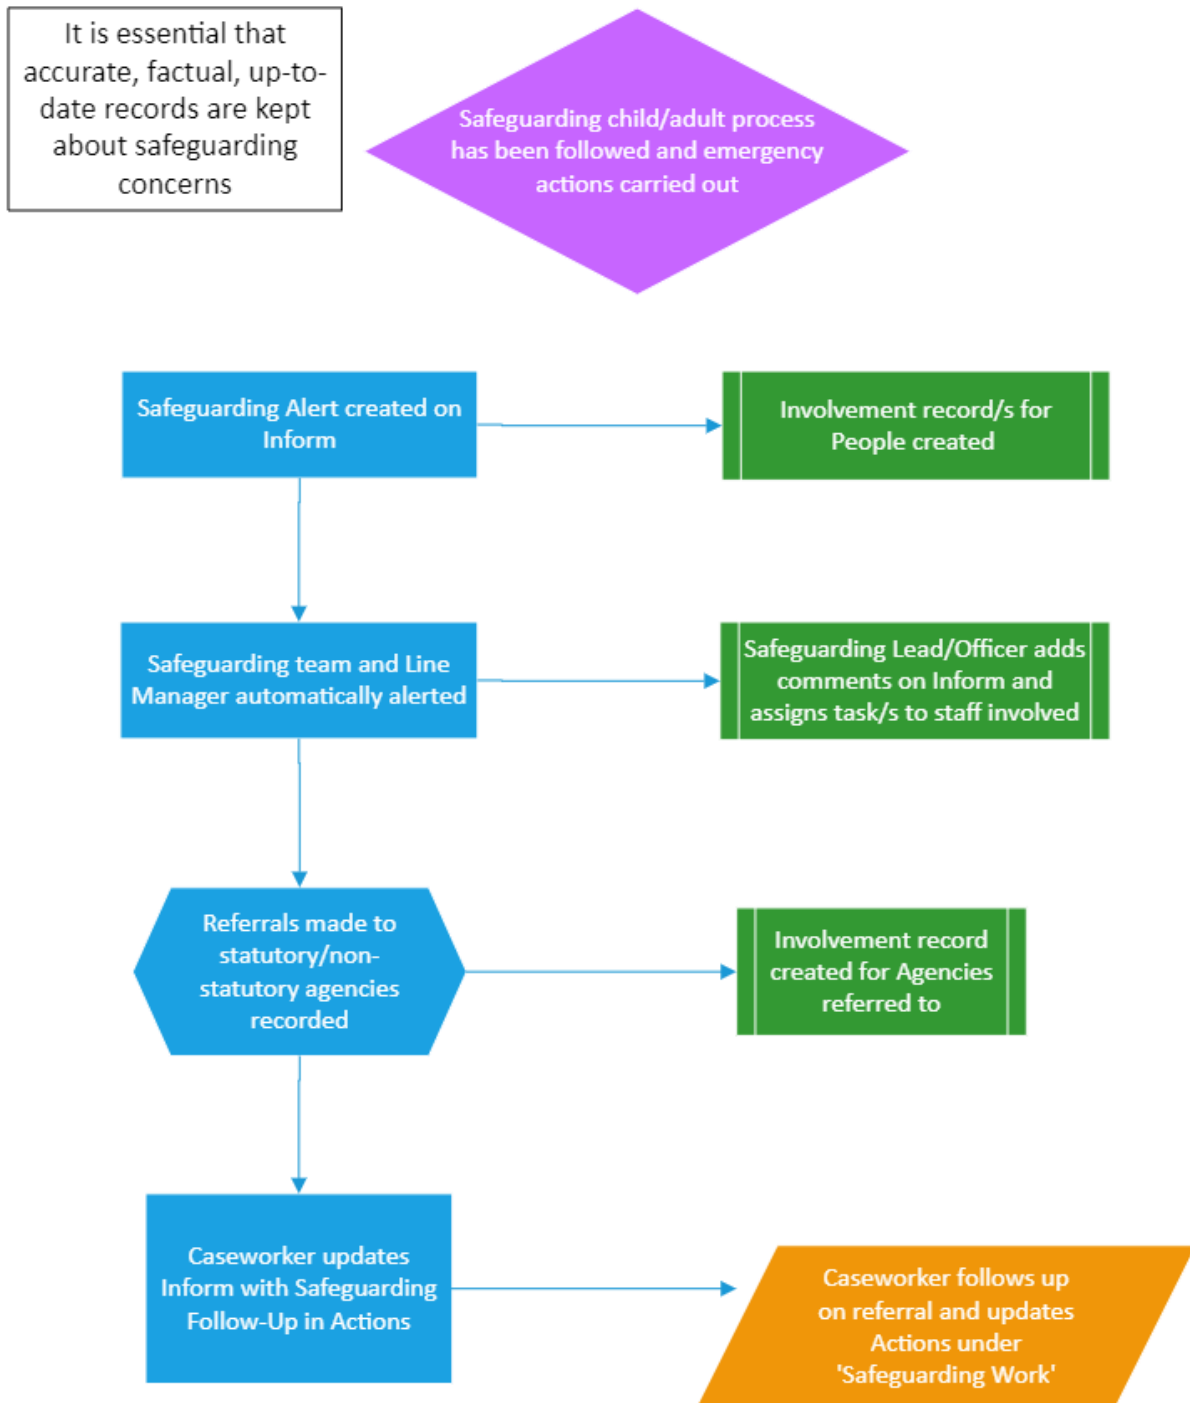 It is essential that
accurate, factual, up-to-
date records are kept
about safeguarding
concerns
Safeguarding child/adult process
has been followed and emergency
actions carried out
Safeguarding Alert created on
Inform
Involvement record/s for
People created
Safeguarding team and Line
Manager automatically alerted
Safeguarding Lead/Officer adds
comments on Inform and
assigns task/s to staff involved
Referrals made to
statutory/non-
statutory agencies
recorded
Involvement record
created for Agencies
referred to
Caseworker updates
Inform with Safeguarding
Follow-Up in Actions
Caseworker follows up
on referral and updates
Actions under
'Safeguarding Work'